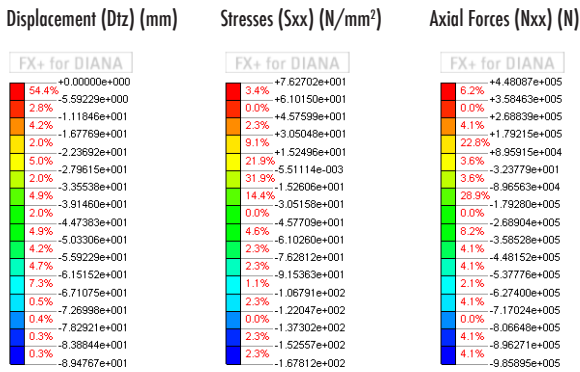 Displacement (Dtz) (mm)
FX+ for DIANA
+0.00000e+000
54.4%
-5.59229e+000
2.8%
-1.11846e+001
4.2%
-1.67769e+001
2.0%
-2.23692e+001
5.0%
-2.79615e+001
2.0%
-3.35538e+001
4.9%
-3.91460e+001
2.0%
-4.47383e+001
4.9%
-5.03306e+001
4.2%
-5.59229e+001
4.7%
-6.15152e+001
7.3%
-6.71075e+001
0.5%
-7.26998e+001
0.4%
-7.82921e+001
0.3%
-8.38844e+001
0.3%
-8.94767e+001
Stresses (Sxx) (N/mm²)
FX+ for DIANA
+7.62702e+001
3.4%
+6.10150e+001
0.0%
+4.57599e+001
2.3%
+3.05048e+001
9.1%
+1.52496e+001
21.9%
-5.51114e-003
31.9%
-1.52606e+001
14.4%
-3.05158e+001
0.0%
-4.57709e+001
4.6%
-6.10260e+001
2.3%
-7.62812e+001
2.3%
-9.15363e+001
1.1%
-1.06791e+002
2.3%
-1.22047e+002
0.0%
-1.37302e+002
2.3%
-1.52557e+002
2.3%
-1.67812e+002
Axial Forces (Nxx) (N)
FX+ for DIANA
+4.48087e+005
6.2%
+3.58463e+005
0.0%
+2.68839e+005
4.1%
+1.79215e+005
22.8%
+8.95915e+004
3.6%
-3.23779e+001
3.6%
-8.96563e+004
28.9%
-1.79280e+005
0.0%
-2.68904e+005
8.2%
-3.58528e+005
4.1%
-4.48152e+005
4.1%
-5.37776e+005
2.1%
-6.27400e+005
4.1%
-7.17024e+005
0.0%
-8.06648e+005
4.1%
-8.96271e+005
4.1%
-9.85895e+005